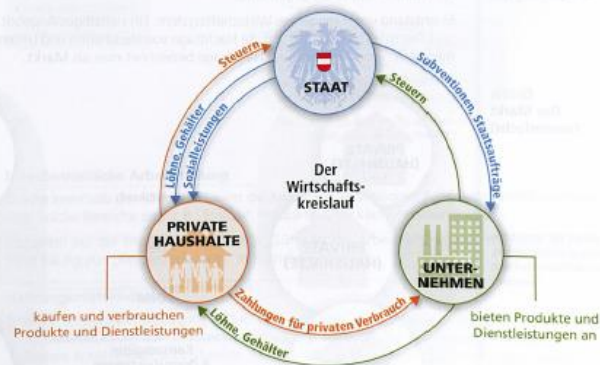 Steuern
STAAT
Subventionen, Staatsaufträge
Steuern
Löhne, Gehälter
Sozialleistungen
Der
Wirtschafts-
kreislauf
PRIVATE
HAUSHALTE
UNTER-
NEHMEN
Zahlungen für privaten Verbrauch
Löhne, Gehälter
kaufen und verbrauchen
Produkte und Dienstleistungen
bieten Produkte und
Dienstleistungen an